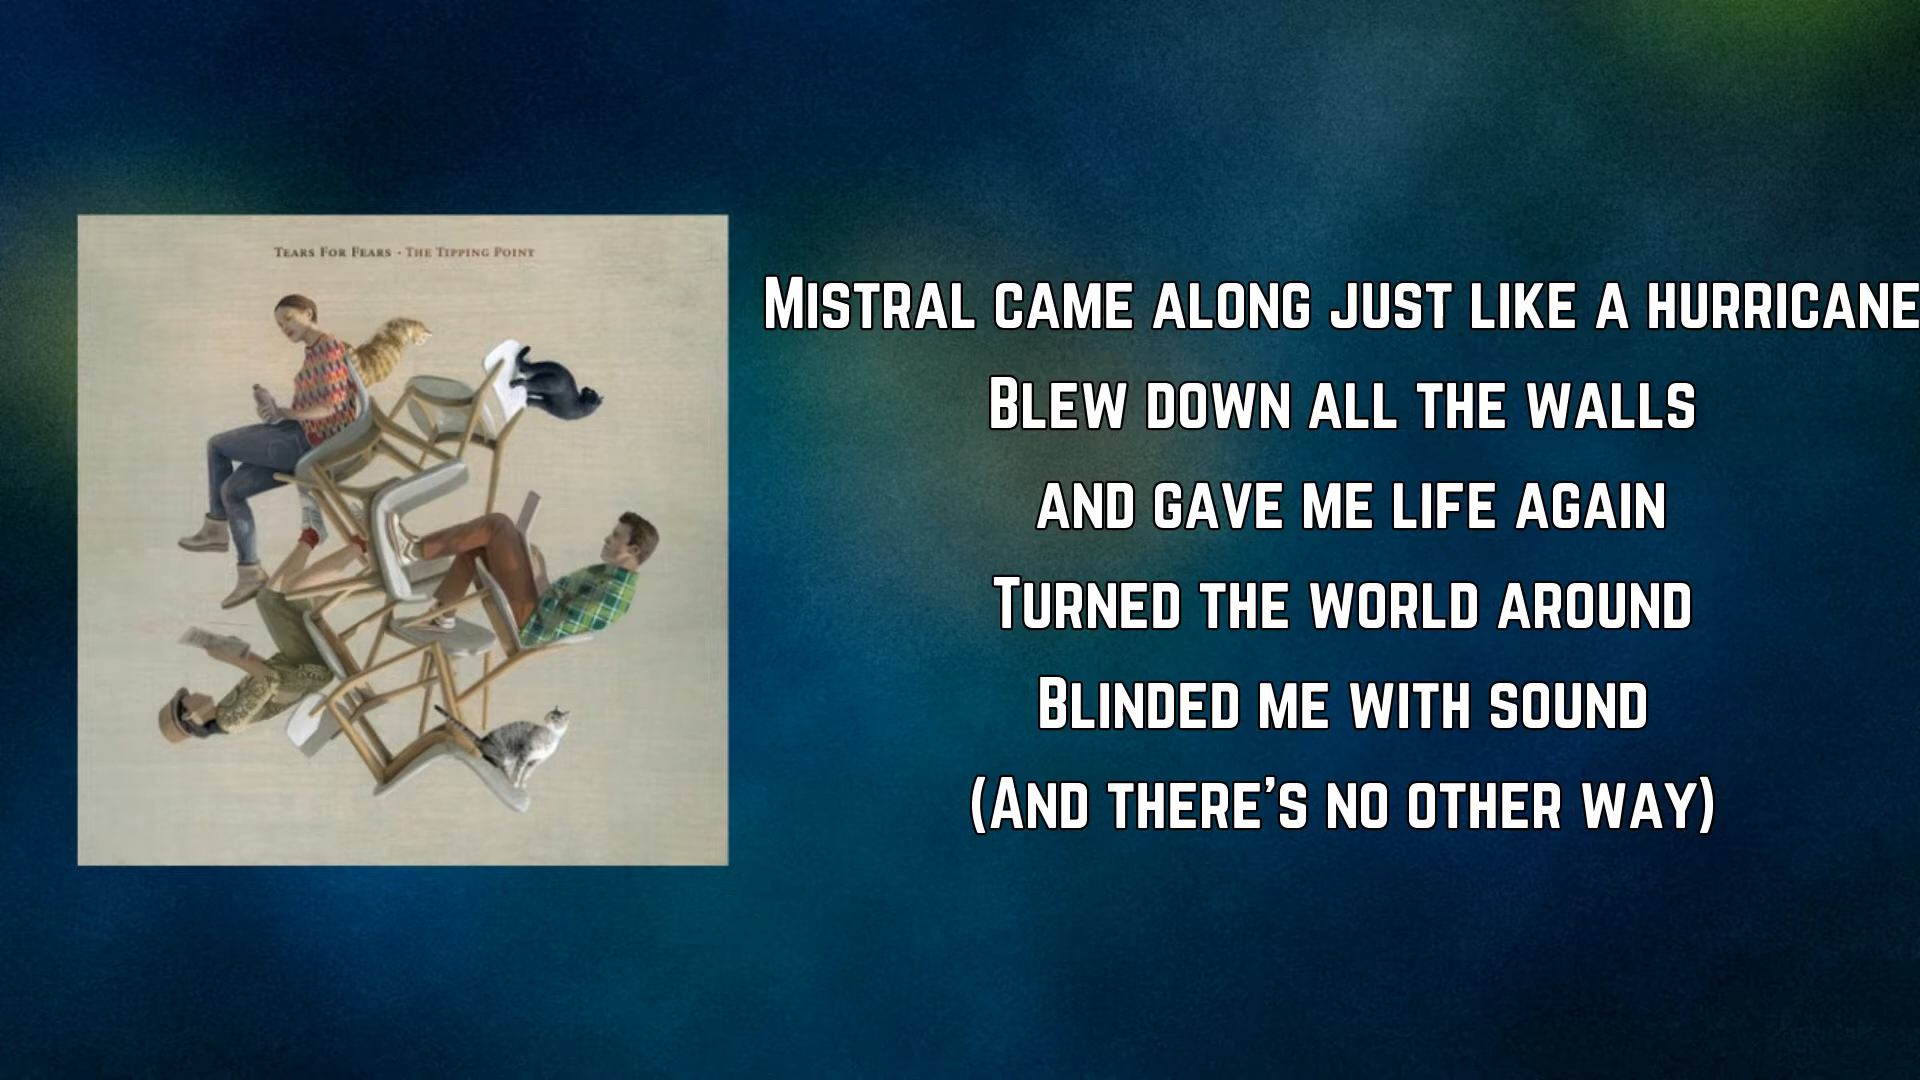 Tears For Fears · The Tipping Point
Mistral came along just like a hurricane
Blew down all the walls
and gave me life again
Turned the world around
Blinded me with sound
(And there's no other way)